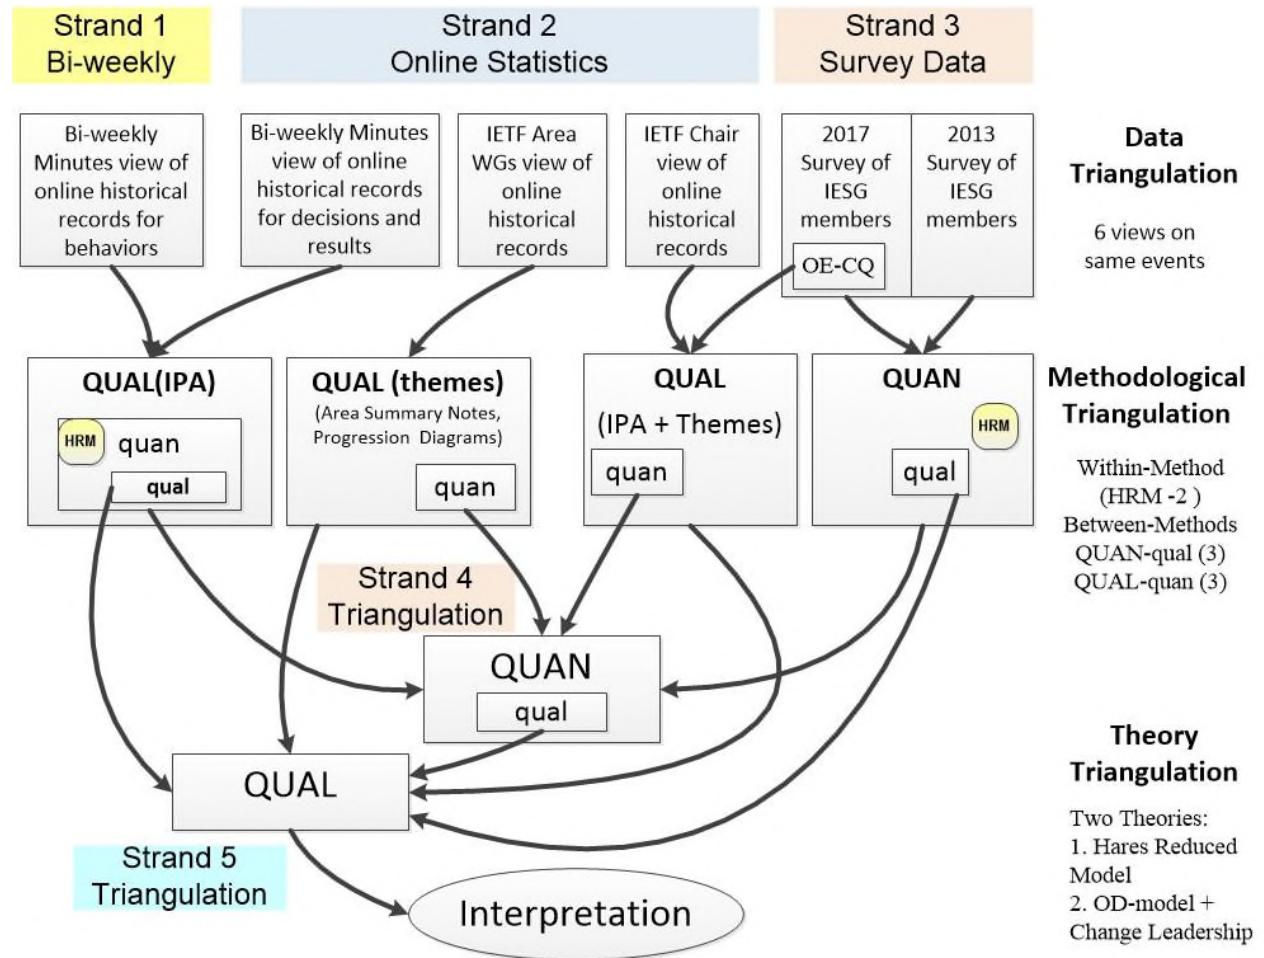 Strand 1
Bi-weekly
Strand 2
Online Statistics
Strand 3
Survey Data
Bi-weekly
Minutes view of
online historical
records for
behaviors
Bi-weekly Minutes
view of online
historical records
for decisions and
results
IETF Area
WGs view of
online
historical
records
IETF Chair
view of
online
historical
records
2017
Survey of
IESG
members
OE-CQ
2013
Survey of
IESG
members
Data
Triangulation
6 views on
same events
QUAL(IPA)
HRM
quan
qual
QUAL (themes)
(Area Summary Notes,
Progression Diagrams)
quan
QUAL
(IPA + Themes)
quan
QUAN
HRM
qual
Methodological
Triangulation
Within-Method
(HRM -2 )
Between-Methods
QUAN-qual (3)
QUAL-quan (3)
Strand 4
Triangulation
QUAN
qual
QUAL
Strand 5
Triangulation
Interpretation
Theory
Triangulation
Two Theories:
1. Hares Reduced
Model
2. OD-model +
Change Leadership